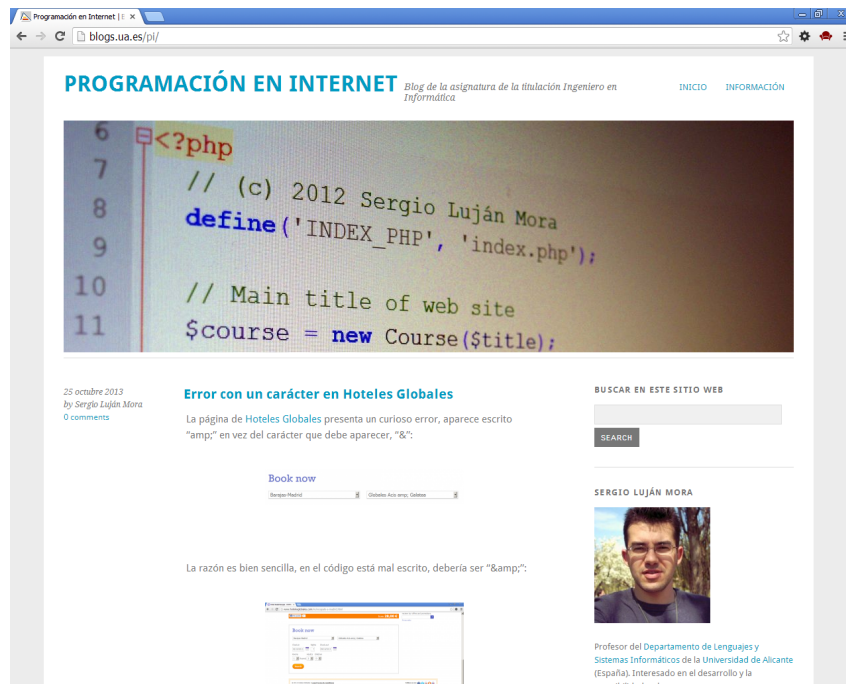 Programación en Internet | E
blogs.ua.es/pi/
PROGRAMACIÓN EN INTERNET
Blog de la asignatura de la titulación Ingeniero en
Informática
INICIO INFORMACIÓN
6 <?php
7 // (c) 2012 Sergio Luján Mora
8 define('INDEX_PHP', 'index.php');
9
10 // Main title of web site
11 $course = new Course($title);
25 octubre 2013
by Sergio Luján Mora
0 comments
Error con un carácter en Hoteles Globales
La página de Hoteles Globales presenta un curioso error, aparece escrito
"amp;" en vez del carácter que debe aparecer, "&":
Book now
Barajas-Madrid
Globales Acis amp; Galatea
La razón es bien sencilla, en el código está mal escrito, debería ser "&amp;":
Book now
BUSCAR EN ESTE SITIO WEB
SEARCH
SERGIO LUJÁN MORA
Profesor del Departamento de Lenguajes y
Sistemas Informáticos de la Universidad de Alicante
(España). Interesado en el desarrollo y la